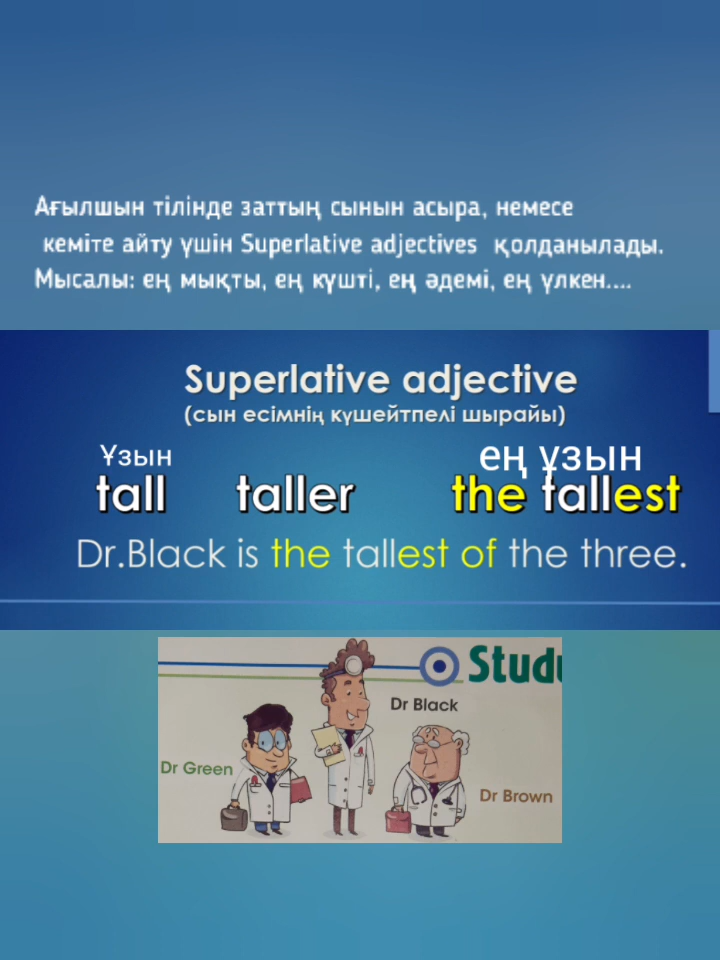 Ағылшын тілінде заттың сынын асыра, немесе
кеміте айту үшін Superlative adjectives қолданылады.
Мысалы: ең мықты, ең күшті, ең әдемі, ең үлкен....
Superlative adjective
(сын есімнің күшейтпелі шырайы)
Ұзын ең ұзын
tall taller the tallest
Dr.Black is the tallest of the three.
Dr Black
Dr Green
Dr Brown